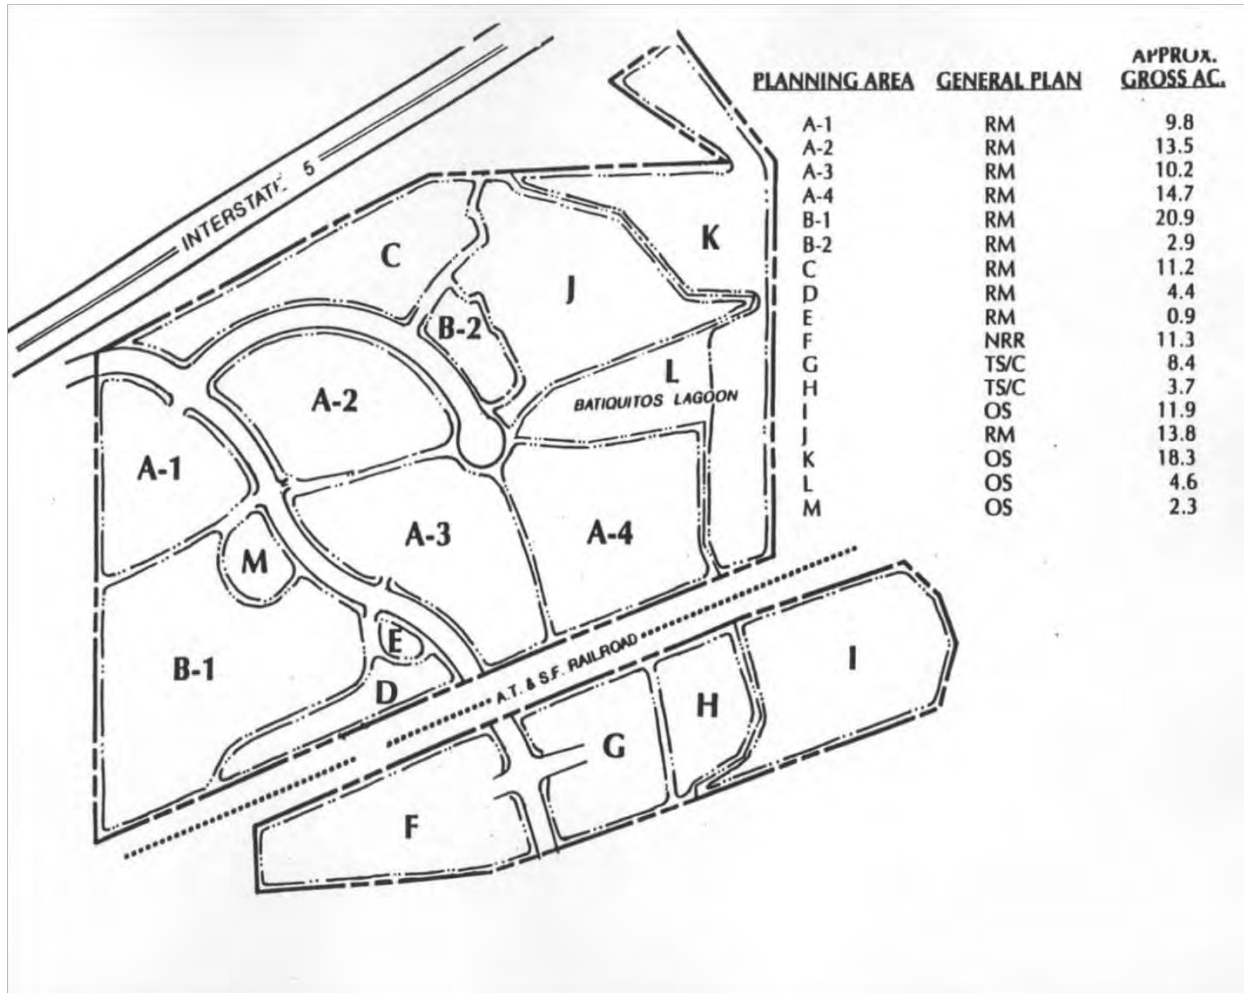 APPROX.
PLANNING AREA GENERAL PLAN GROSS AC.
A-1 RM 9.8
A-2 RM 13.5
A-3 RM 10.2
A-4 RM 14.7
B-1 RM 20.9
B-2 RM 2.9
C RM 11.2
D RM 4.4
E RM 0.9
F NRR 11.3
G TS/C 8.4
H TS/C 3.7
I OS 11.9
J RM 13.8
K OS 18.3
L OS 4.6
M OS 2.3
INTERSTATE 5
K
C
J
B-2
L
BATIQUITOS LAGOON
A-2
A-1
A-3
A-4
M
E
B-1
D
A.T. & S.F. RAILROAD
I
H
G
F